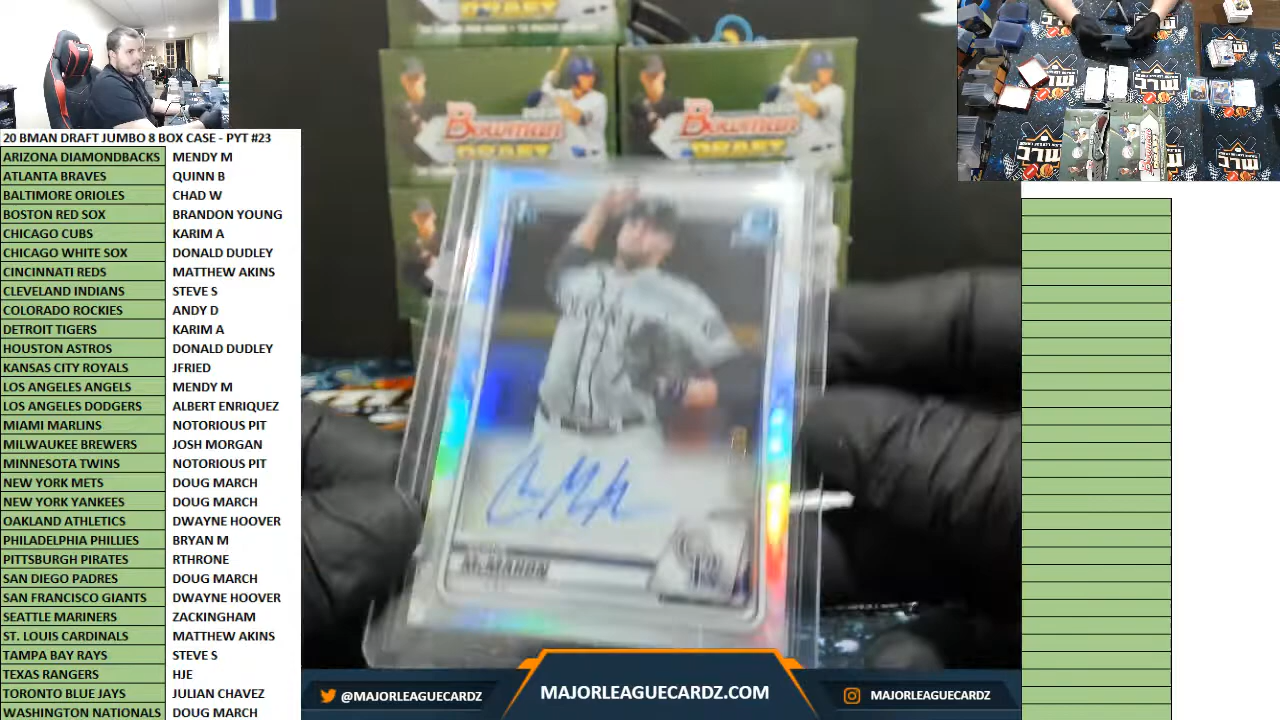 20 BMAN DRAFT JUMBO 8 BOX CASE - PYT #23
ARIZONA DIAMONDBACKS MENDY M
ATLANTA BRAVES QUINN B
BALTIMORE ORIOLES CHAD W
BOSTON RED SOX BRANDON YOUNG
CHICAGO CUBS KARIM A
CHICAGO WHITE SOX DONALD DUDLEY
CINCINNATI REDS MATTHEW AKINS
CLEVELAND INDIANS STEVE S
COLORADO ROCKIES ANDY D
DETROIT TIGERS KARIM A
HOUSTON ASTROS DONALD DUDLEY
KANSAS CITY ROYALS JFRIED
LOS ANGELES ANGELS MENDY M
LOS ANGELES DODGERS ALBERT ENRIQUEZ
MIAMI MARLINS NOTORIOUS PIT
MILWAUKEE BREWERS JOSH MORGAN
MINNESOTA TWINS NOTORIOUS PIT
NEW YORK METS DOUG MARCH
NEW YORK YANKEES DOUG MARCH
OAKLAND ATHLETICS DWAYNE HOOVER
PHILADELPHIA PHILLIES BRYAN M
PITTSBURGH PIRATES RTHRONE
SAN DIEGO PADRES DOUG MARCH
SAN FRANCISCO GIANTS DWAYNE HOOVER
SEATTLE MARINERS ZACKINGHAM
ST. LOUIS CARDINALS MATTHEW AKINS
TAMPA BAY RAYS STEVE S
TEXAS RANGERS HJE
TORONTO BLUE JAYS JULIAN CHAVEZ
WASHINGTON NATIONALS DOUG MARCH
DRAFT
Bowman
DRAFT
Bowman
DRAFT
McMAHON
MLC
MLC
MLC
@MAJORLEAGUECARDZ
MAJORLEAGUECARDZ.COM
MAJORLEAGUECARDZ